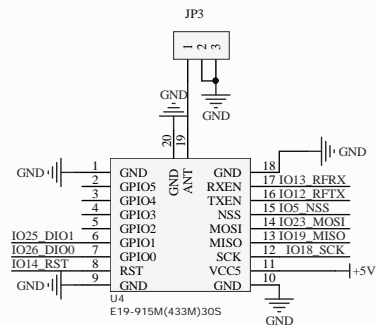 JP3
1 2 3
GND
GND
20 19
GND ANT
GND 1 GND GND 18 GND
2 GPIO5 RXEN 17 IO13_RFRX
3 GPIO4 TXEN 16 IO12_RFTX
4 GPIO3 NSS 15 IO5_NSS
5 GPIO2 MOSI 14 IO23_MOSI
IO25_DIO1 6 GPIO1 MISO 13 IO19_MISO
IO26_DIO0 7 GPIO0 SCK 12 IO18_SCK
IO14_RST 8 RST VCC5 11 +5V
GND 9 GND GND 10
GND
U4
E19-915M(433M)30S